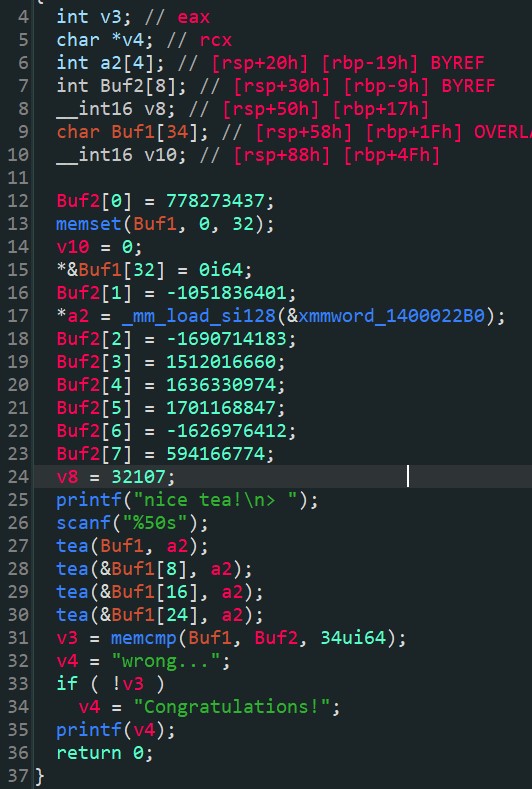 {
4 int v3; // eax
5 char *v4; // rcx
6 int a2[4]; // [rsp+20h] [rbp-19h] BYREF
7 int Buf2[8]; // [rsp+30h] [rbp-9h] BYREF
8 __int16 v8; // [rsp+50h] [rbp+17h]
9 char Buf1[34]; // [rsp+58h] [rbp+1Fh] OVERLA
10 __int16 v10; // [rsp+88h] [rbp+4Fh]
11
12 Buf2[0] = 778273437;
13 memset(Buf1, 0, 32);
14 v10 = 0;
15 *&Buf1[32] = 0i64;
16 Buf2[1] = -1051836401;
17 *a2 = _mm_load_si128(&xmmword_1400022B0);
18 Buf2[2] = -1690714183;
19 Buf2[3] = 1512016660;
20 Buf2[4] = 1636330974;
21 Buf2[5] = 1701168847;
22 Buf2[6] = -1626976412;
23 Buf2[7] = 594166774;
24 v8 = 32107;
25 printf("nice tea!\n> ");
26 scanf("%50s");
27 tea(Buf1, a2);
28 tea(&Buf1[8], a2);
29 tea(&Buf1[16], a2);
30 tea(&Buf1[24], a2);
31 v3 = memcmp(Buf1, Buf2, 34ui64);
32 v4 = "wrong...";
33 if ( !v3 )
34 v4 = "Congratulations!";
35 printf(v4);
36 return 0;
37 }